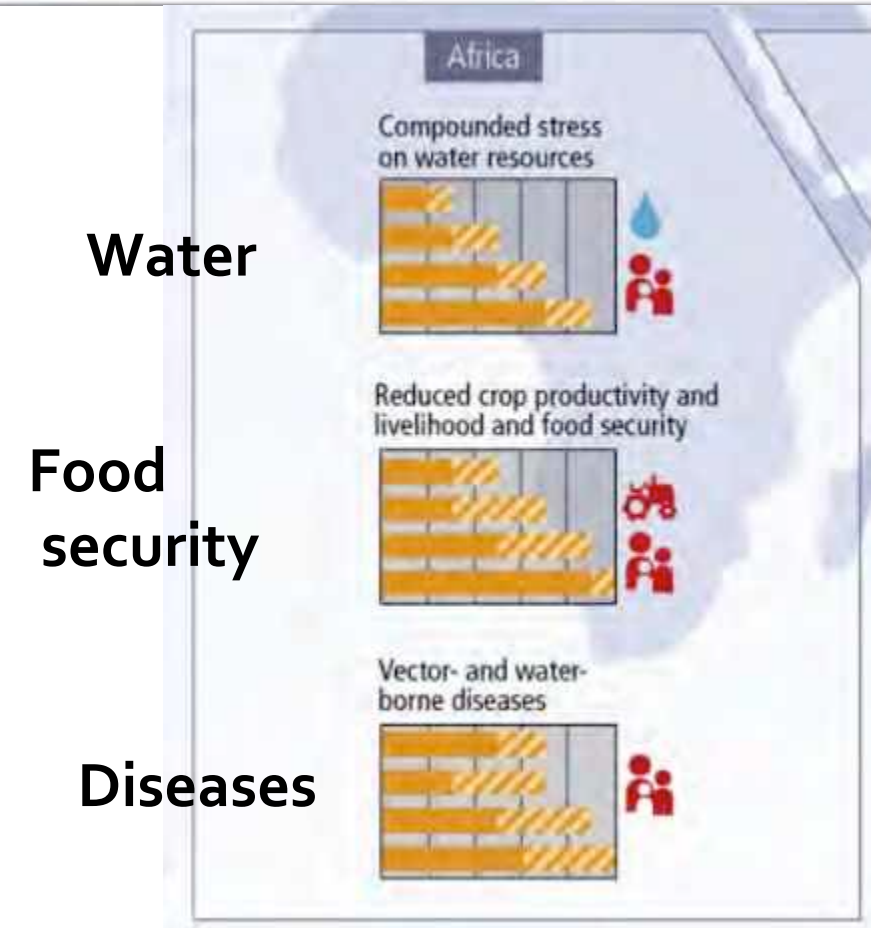 Africa
Compounded stress
on water resources
Water
Reduced crop productivity and
livelihood and food security
Food
security
Vector- and water-
borne diseases
Diseases